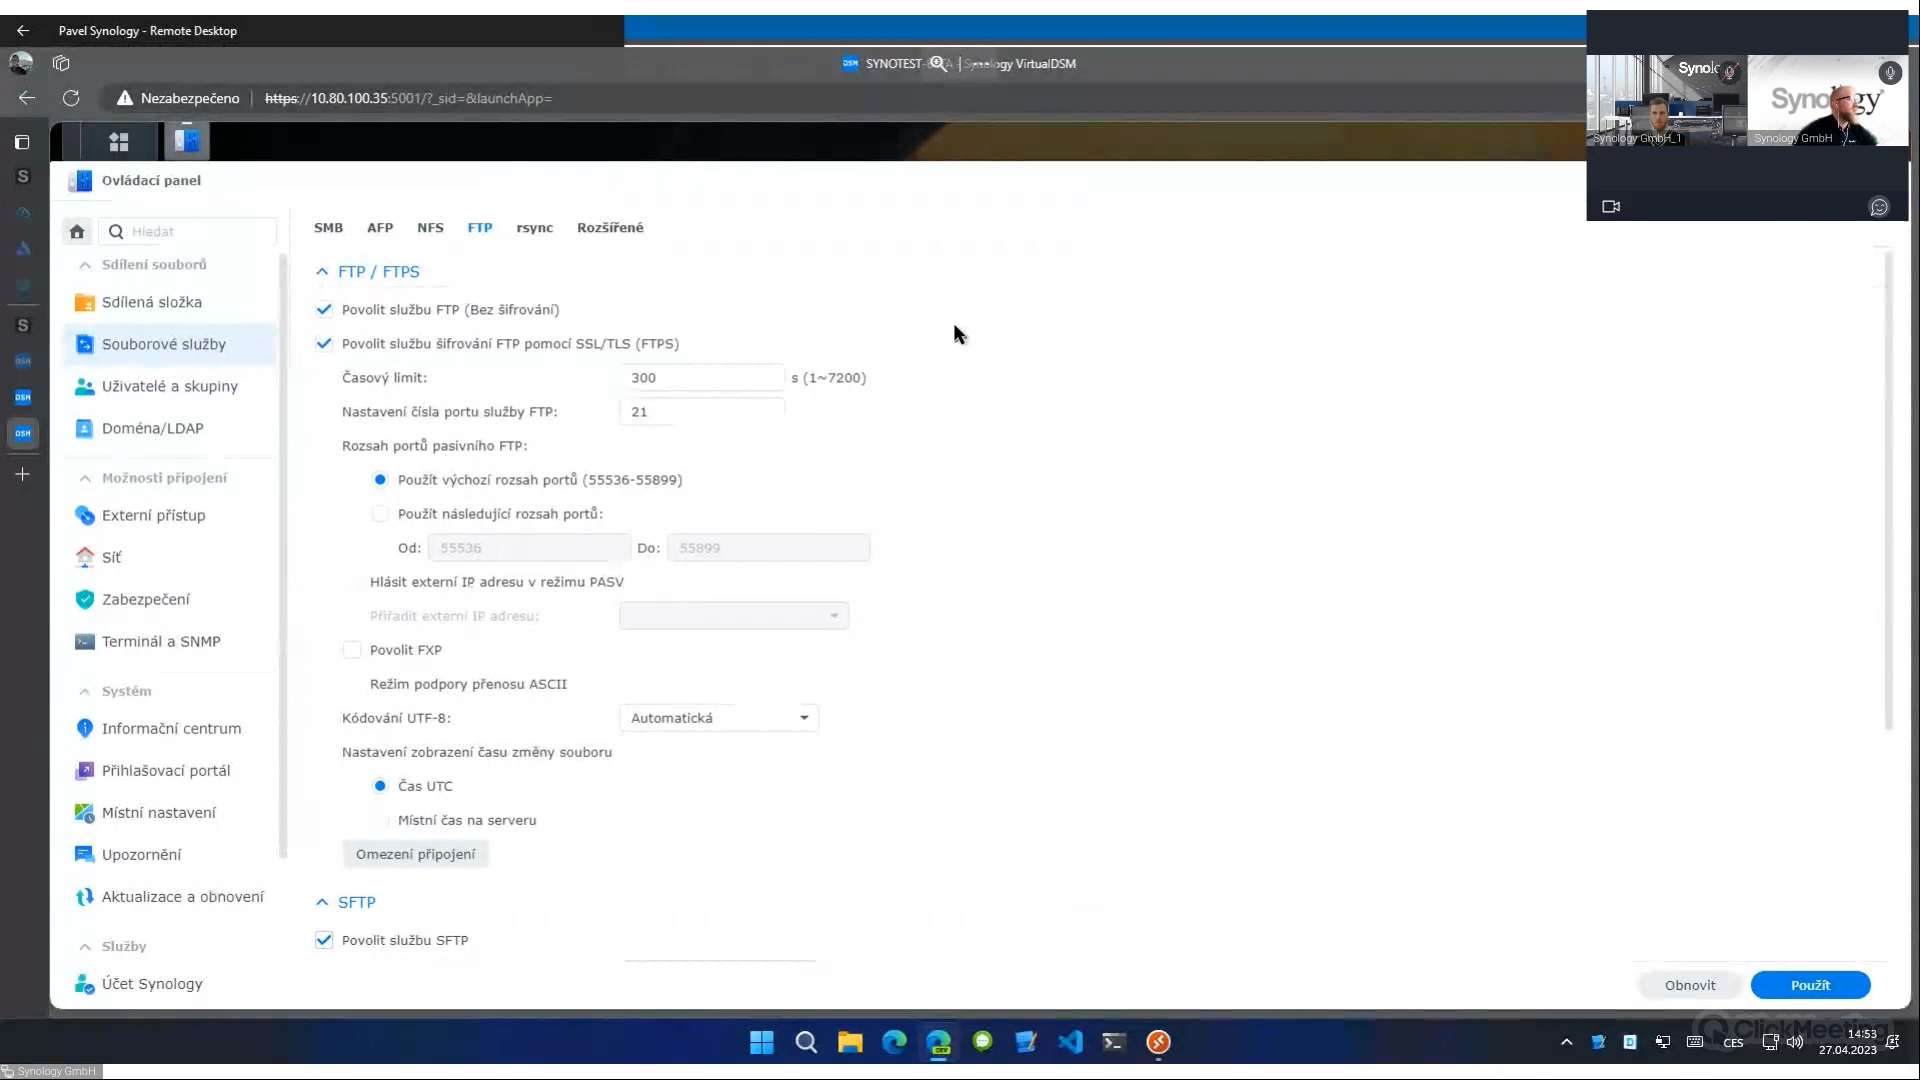 Pavel Synology - Remote Desktop
SYNOTEST
ogy VirtualDSM
Nezabezpečeno
https://10.80.100.35:5001/?_sid=&launchApp=
Synology
Synology GmbH_1
Synology GmbH
Ovládací panel
Hledat
SMB AFP NFS FTP rsync Rozšířené
Sdílení souborů
Sdílená složka
Souborové služby
Uživatelé a skupiny
Doména/LDAP
Možnosti připojení
Externí přístup
Síť
Zabezpečení
Terminál a SNMP
Systém
Informační centrum
Přihlašovací portál
Místní nastavení
Upozornění
Aktualizace a obnovení
Služby
Účet Synology
FTP / FTPS
Povolit službu FTP (Bez šifrování)
Povolit službu šifrování FTP pomocí SSL/TLS (FTPS)
Časový limit: 300 s (1~7200)
Nastavení čísla portu služby FTP: 21
Rozsah portů pasivního FTP:
Použít výchozí rozsah portů (55536-55899)
Použít následující rozsah portů:
Od: 55536 Do: 55899
Hlásit externí IP adresu v režimu PASV
Přiřadit externí IP adresu:
Povolit FXP
Režim podpory přenosu ASCII
Kódování UTF-8: Automatická
Nastavení zobrazení času změny souboru
Čas UTC
Místní čas na serveru
Omezení připojení
SFTP
Povolit službu SFTP
Obnovit
Použít
ClickMeeting
CES
14:53
27.04.2023
Synology GmbH